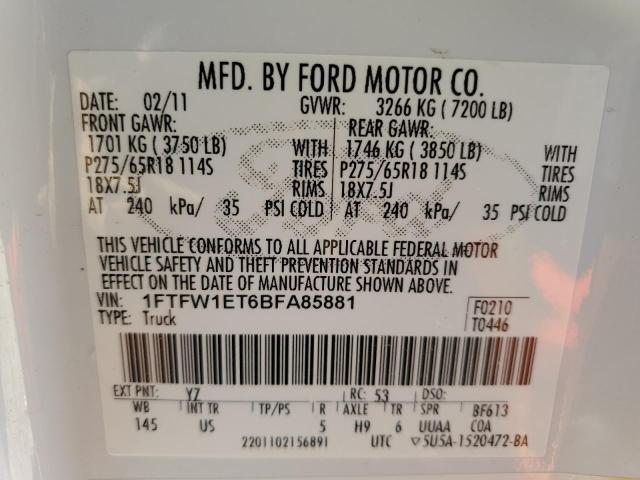 MFD. BY FORD MOTOR CO.
DATE: 02/11 GVWR: 3266 KG ( 7200 LB)
FRONT GAWR: REAR GAWR:
1701 KG ( 3750 LB) WITH 1746 KG ( 3850 LB) WITH
P275/65R18 114S TIRES P275/65R18 114S TIRES
18X7.5J RIMS 18X7.5J RIMS
AT 240 kPa/ 35 PSI COLD AT 240 kPa/ 35 PSI COLD
THIS VEHICLE CONFORMS TO ALL APPLICABLE FEDERAL MOTOR
VEHICLE SAFETY AND THEFT PREVENTION STANDARDS IN
EFFECT ON THE DATE OF MANUFACTURE SHOWN ABOVE.
VIN: 1FTFW1ET6BFA85881 F0210
TYPE: Truck T0446
EXT PNT: YZ RC: 53 DSO:
WB INT TR TP/PS R AXLE TR SPR BF613
145 US 5 H9 6 UUAA COA
2201102156891 UTC ▽5U5A-1520472-BA